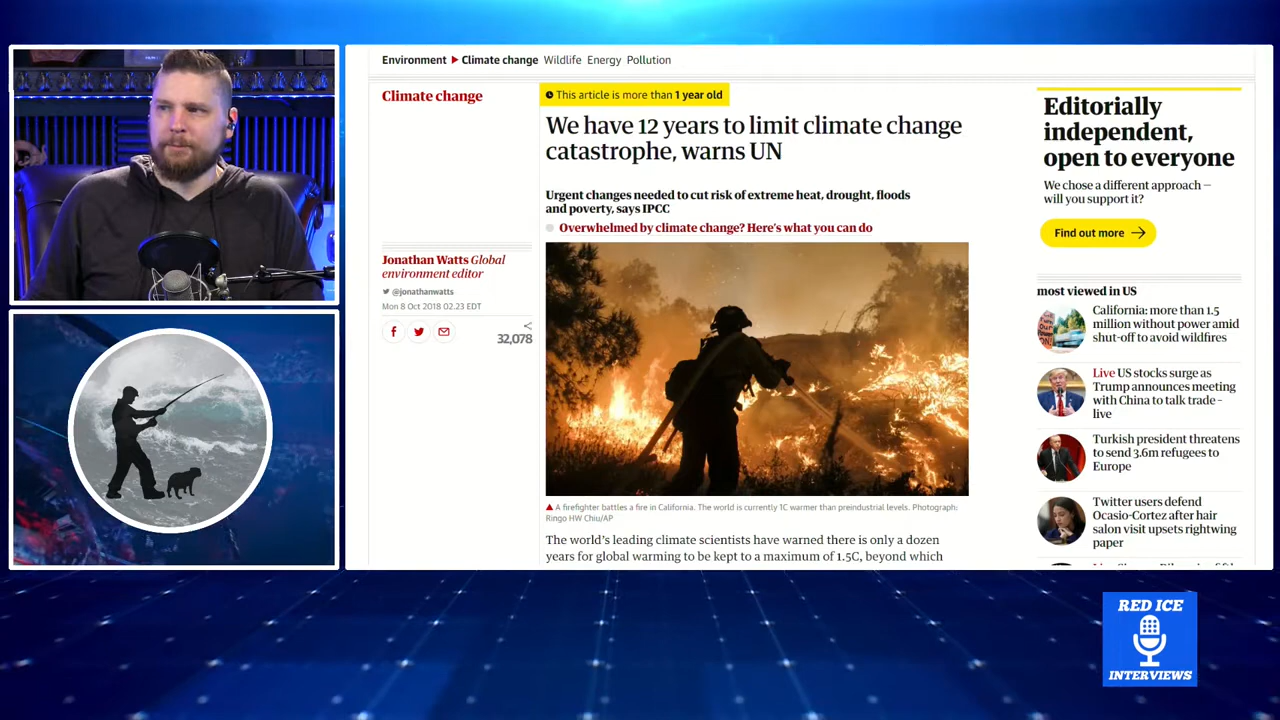 Environment Climate change Wildlife Energy Pollution
Climate change
This article is more than 1 year old
We have 12 years to limit climate change
catastrophe, warns UN
Urgent changes needed to cut risk of extreme heat, drought, floods
and poverty, says IPCC
Overwhelmed by climate change? Here's what you can do
Jonathan Watts Global
environment editor
@jonathanwatts
Mon 8 Oct 2018 02.23 EDT
32,078
A firefighter battles a fire in California. The world is currently 1C warmer than preindustrial levels. Photograph:
Ringo HW Chiu/AP
The world's leading climate scientists have warned there is only a dozen
years for global warming to be kept to a maximum of 1.5C, beyond which
Editorially
independent,
open to everyone
We chose a different approach —
will you support it?
Find out more
most viewed in US
California: more than 1.5
million without power amid
shut-off to avoid wildfires
Live US stocks surge as
Trump announces meeting
with China to talk trade –
live
Turkish president threatens
to send 3.6m refugees to
Europe
Twitter users defend
Ocasio-Cortez after hair
salon visit upsets rightwing
paper
RED ICE
INTERVIEWS